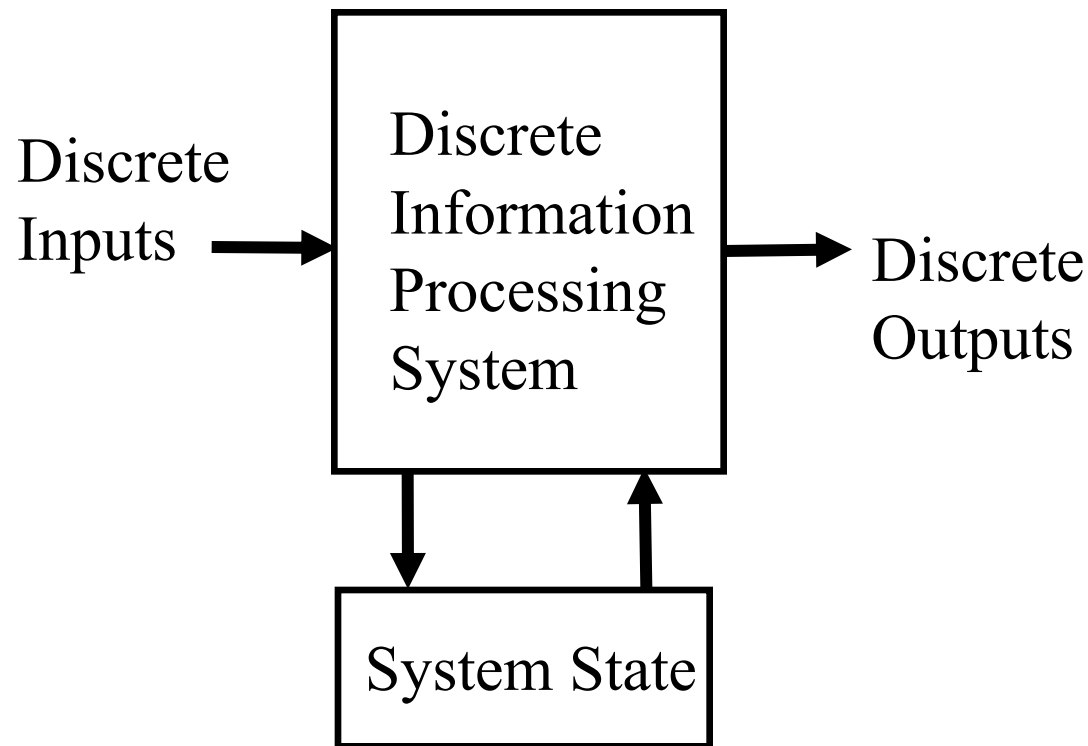 Discrete
Inputs
Discrete
Information
Processing
System
Discrete
Outputs
System State